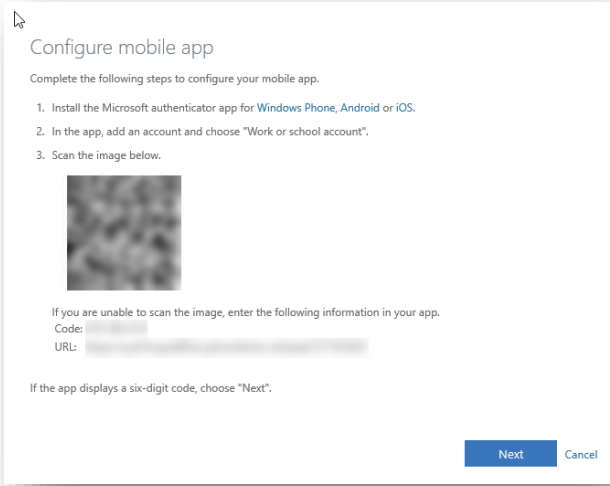 Configure mobile app
Complete the following steps to configure your mobile app.
1. Install the Microsoft authenticator app for Windows Phone, Android or iOS.
2. In the app, add an account and choose "Work or school account".
3. Scan the image below.
If you are unable to scan the image, enter the following information in your app.
Code:
URL:
If the app displays a six-digit code, choose "Next".
Next Cancel